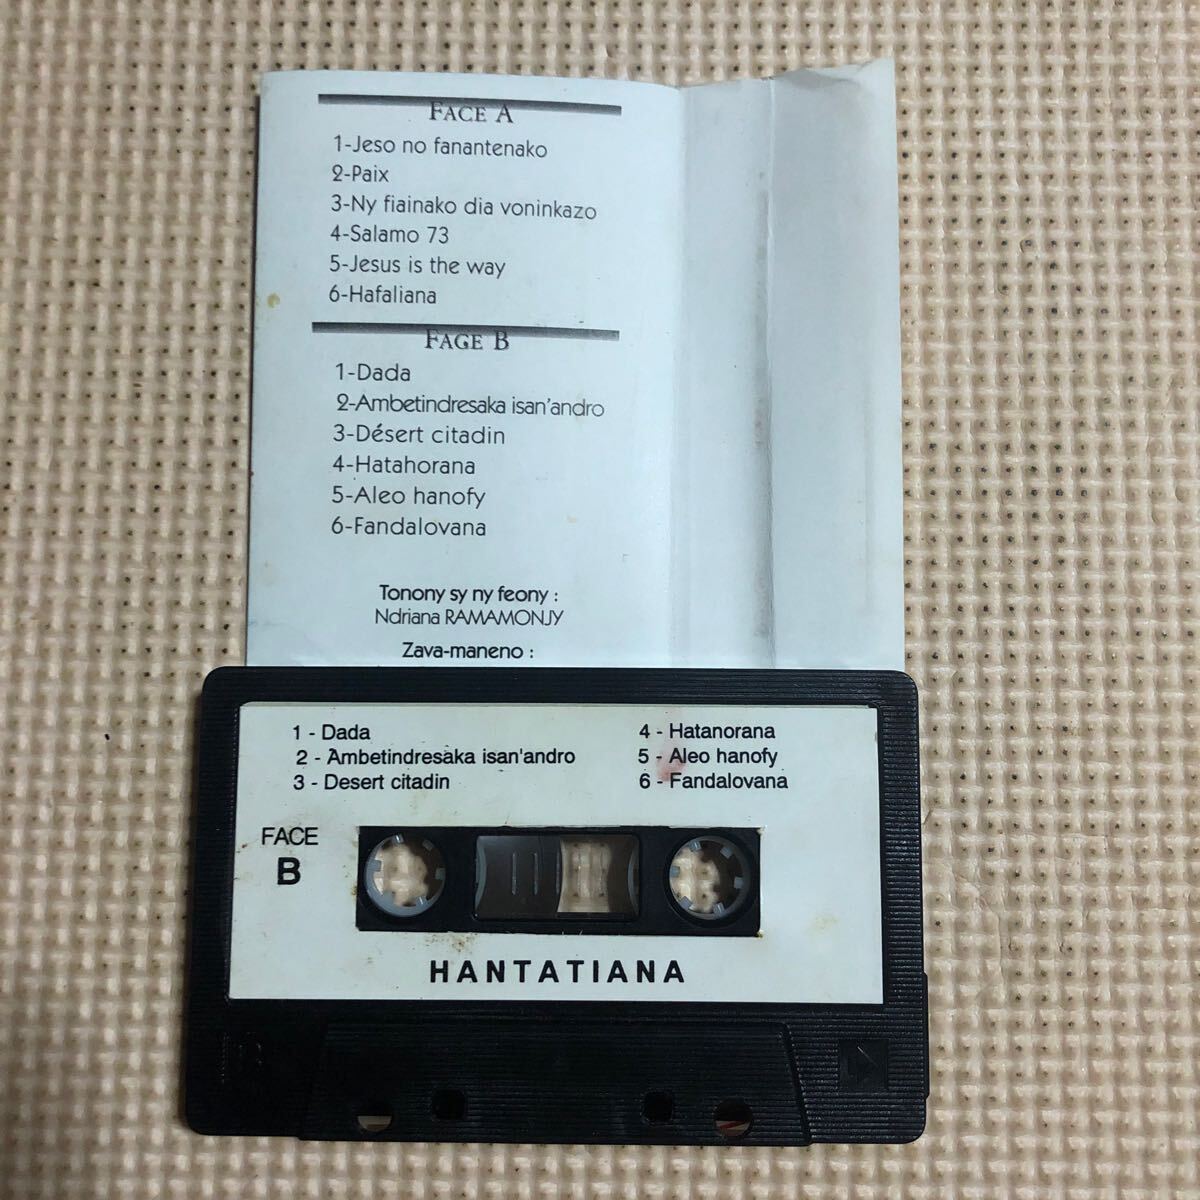 FACE A
1-Jeso no fanantenako
2-Paix
3-Ny fiainako dia voninkazo
4-Salamo 73
5-Jesus is the way
6-Hafaliana
FAGE B
1-Dada
2-Ambetindresaka isan'andro
3-Désert citadin
4-Hatahorana
5-Aleo hanofy
6-Fandalovana
Tonony sy ny feony :
Ndriana RAMAMONJY
Zava-maneno :
1 - Dada
2 - Ambetindresaka isan'andro
3 - Desert citadin
4 - Hatanorana
5 - Aleo hanofy
6 - Fandalovana
FACE
B
HANTATIANA